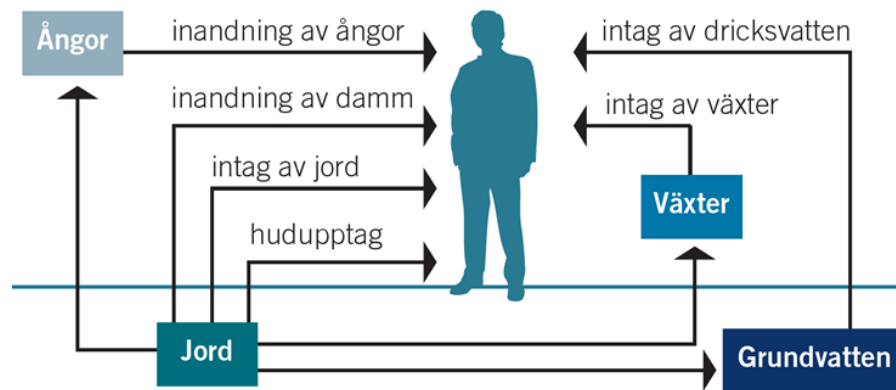 Ångor
inandning av ångor
intag av dricksvatten
inandning av damm
intag av växter
intag av jord
Växter
hudupptag
Jord
Grundvatten